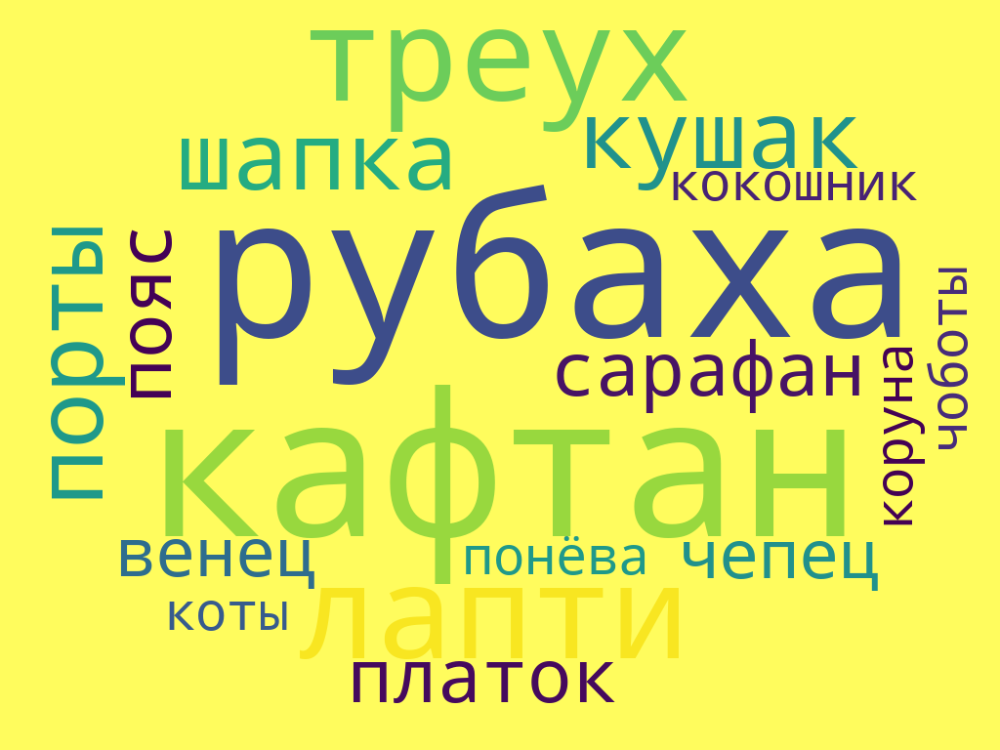 треух
кушак
шапка
кокошник
рубаха
порты
пояс
чоботы
сарафан
коруна
кафтан
венец
понёва
чепец
лапти
коты
платок